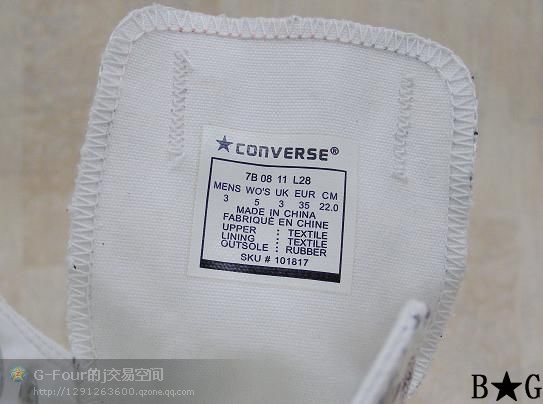 ★CONVERSE®
7B 08 11 L28
MENS WO'S UK EUR CM
3 5 3 35 22.0
MADE IN CHINA
FABRIQUÉ EN CHINE
UPPER : TEXTILE
LINING : TEXTILE
OUTSOLE : RUBBER
SKU # 101817
G-Four的j交易空间
http://1291263600.qzone.qq.com
B★G